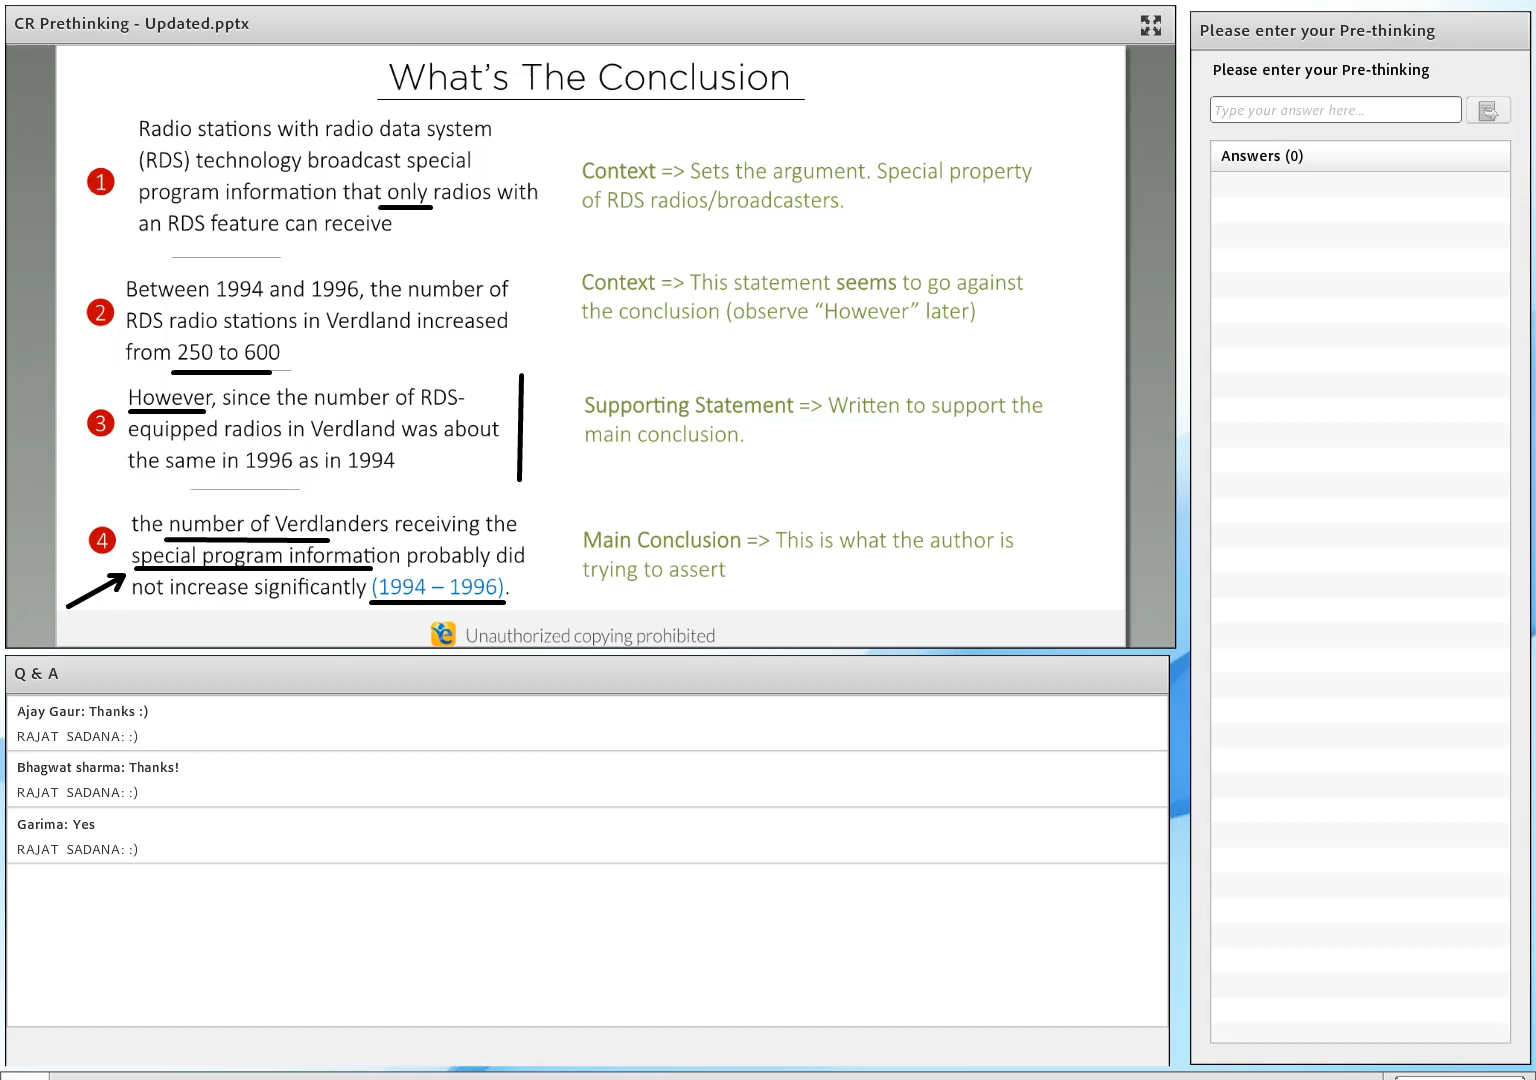 CR Prethinking - Updated.pptx
What's The Conclusion
1
Radio stations with radio data system
(RDS) technology broadcast special
program information that only radios with
an RDS feature can receive
Context => Sets the argument. Special property
of RDS radios/broadcasters.
2
Between 1994 and 1996, the number of
RDS radio stations in Verdland increased
from 250 to 600
Context => This statement seems to go against
the conclusion (observe “However” later)
3
However, since the number of RDS-
equipped radios in Verdland was about
the same in 1996 as in 1994
Supporting Statement => Written to support the
main conclusion.
4
the number of Verdlanders receiving the
special program information probably did
not increase significantly (1994 – 1996).
Main Conclusion => This is what the author is
trying to assert
e Unauthorized copying prohibited
Q & A
Ajay Gaur: Thanks :)
RAJAT SADANA: :)
Bhagwat sharma: Thanks!
RAJAT SADANA: :)
Garima: Yes
RAJAT SADANA: :)
Please enter your Pre-thinking
Please enter your Pre-thinking
Type your answer here...
Answers (0)